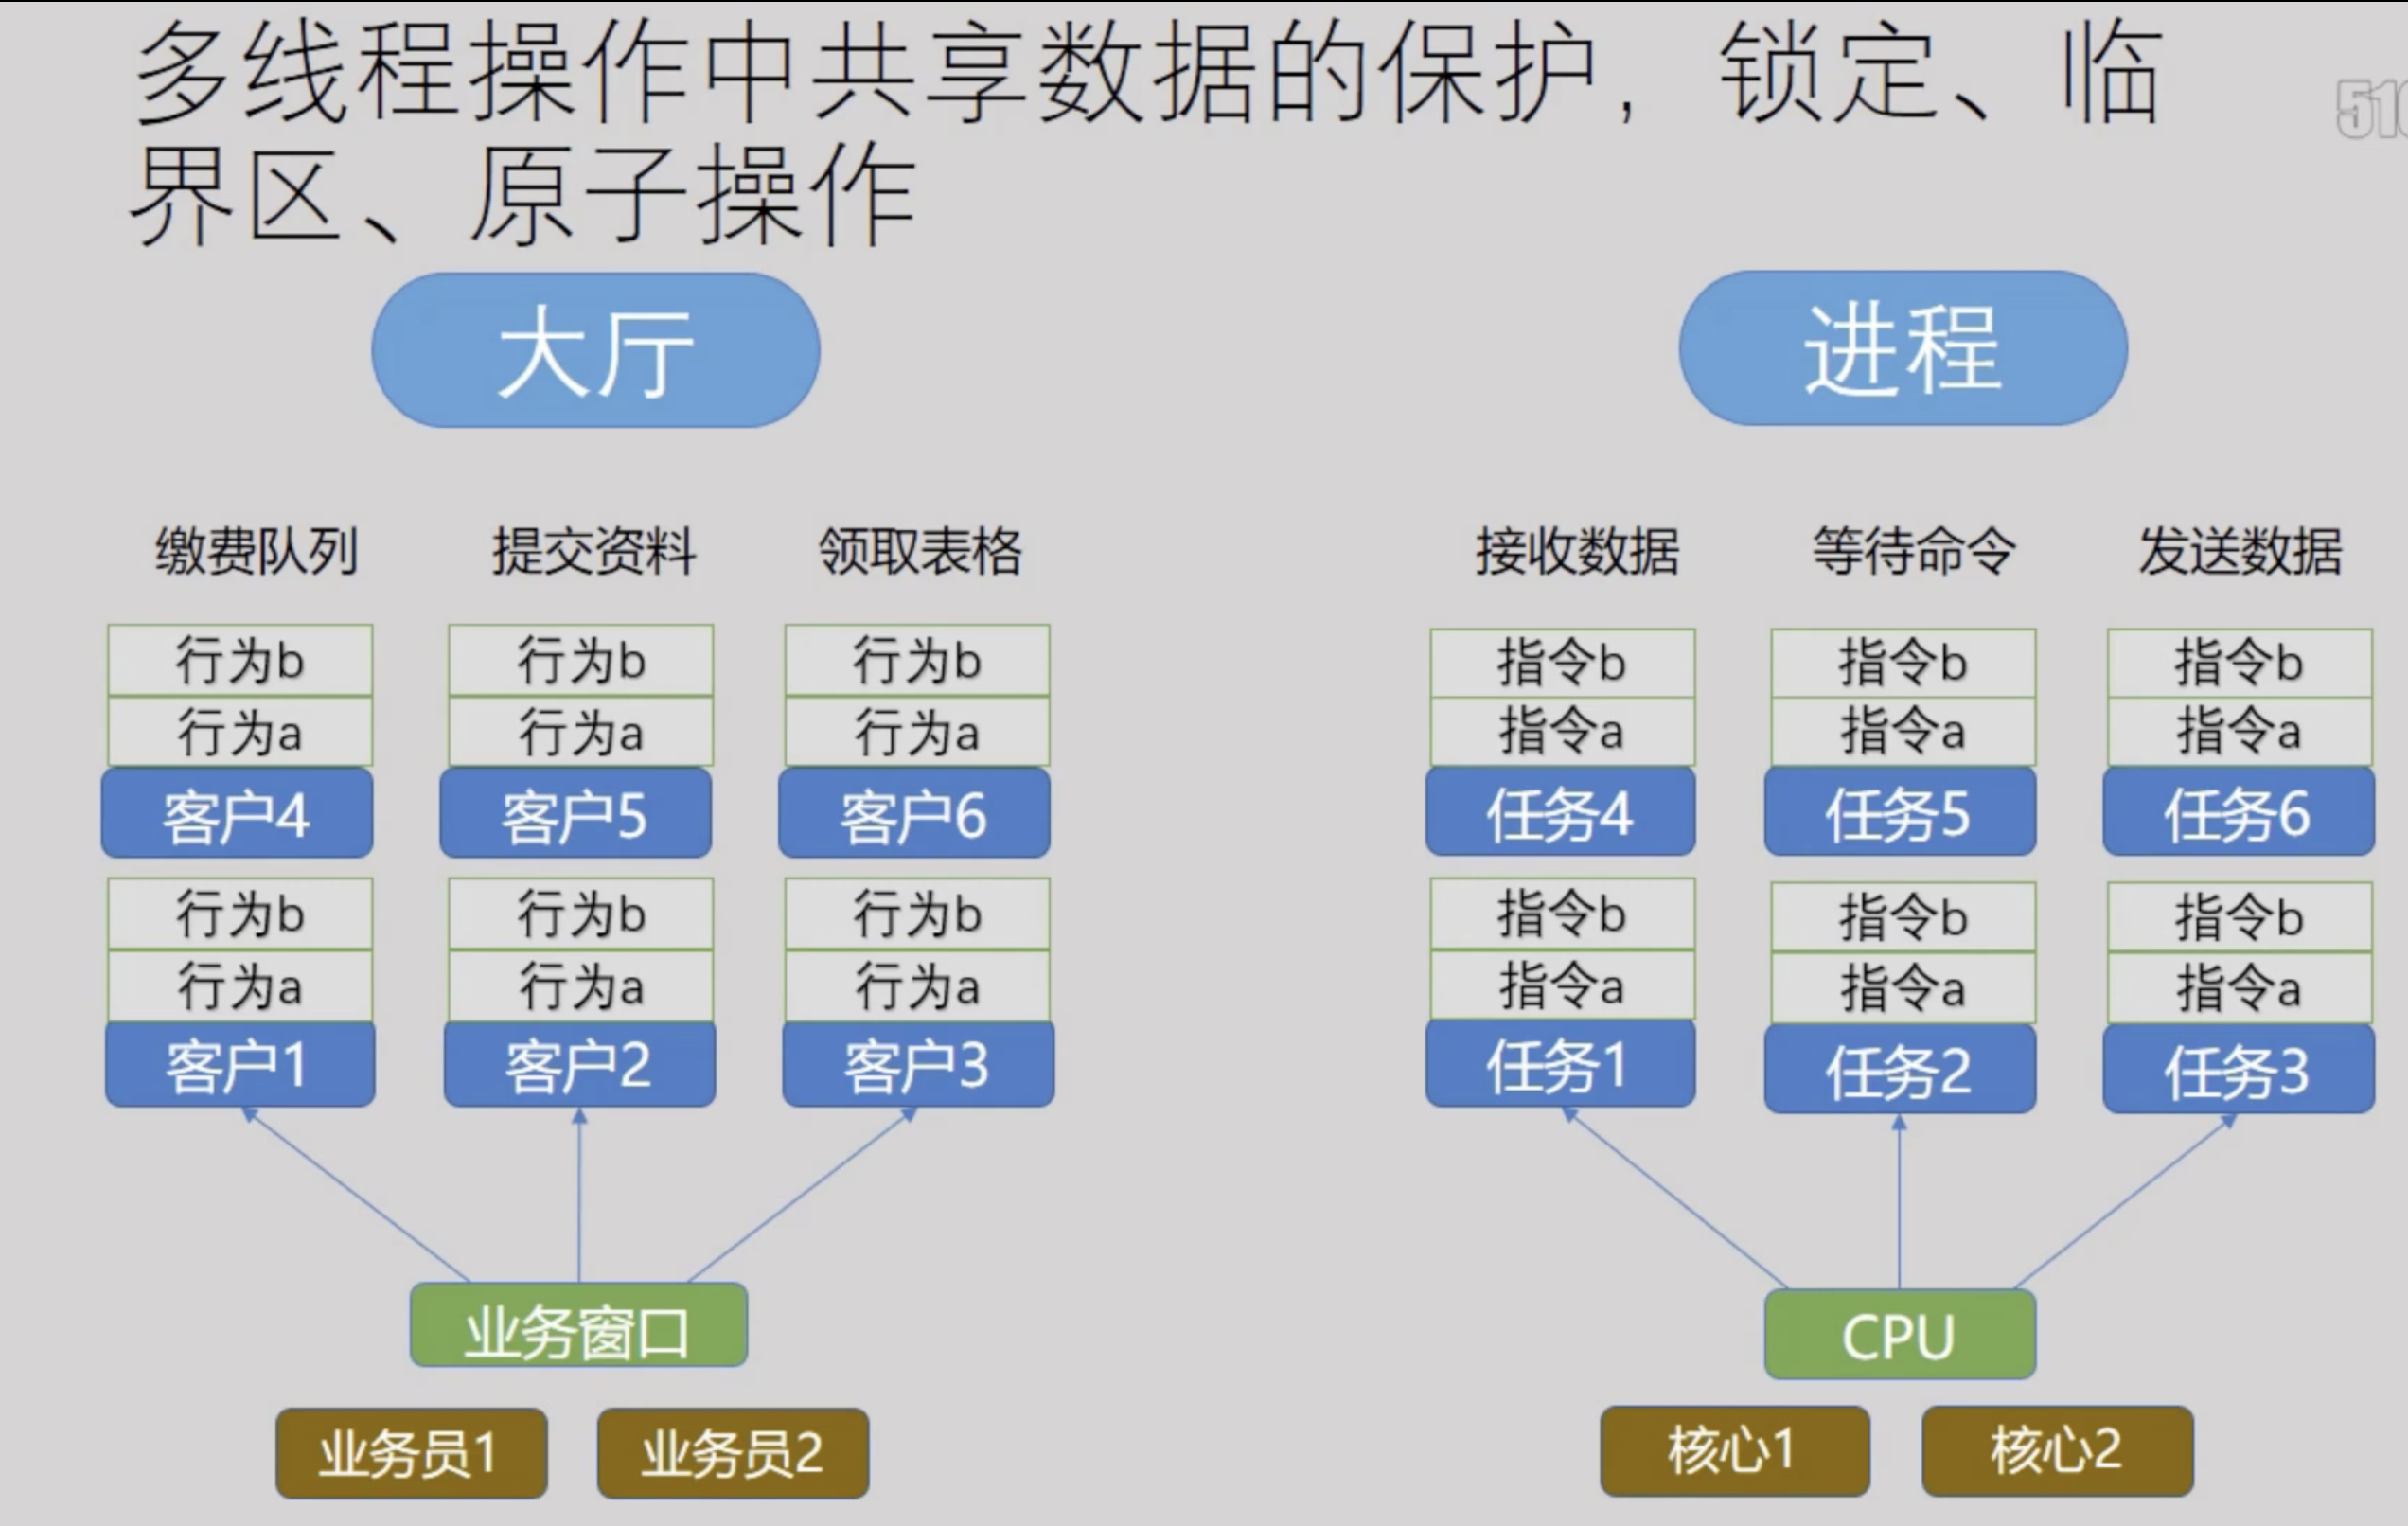 多线程操作中共享数据的保护，锁定、临
界区、原子操作
大厅
缴费队列 提交资料 领取表格
行为b 行为b 行为b
行为a 行为a 行为a
客户4 客户5 客户6
行为b 行为b 行为b
行为a 行为a 行为a
客户1 客户2 客户3
业务窗口
业务员1 业务员2
进程
接收数据 等待命令 发送数据
指令b 指令b 指令b
指令a 指令a 指令a
任务4 任务5 任务6
指令b 指令b 指令b
指令a 指令a 指令a
任务1 任务2 任务3
CPU
核心1 核心2